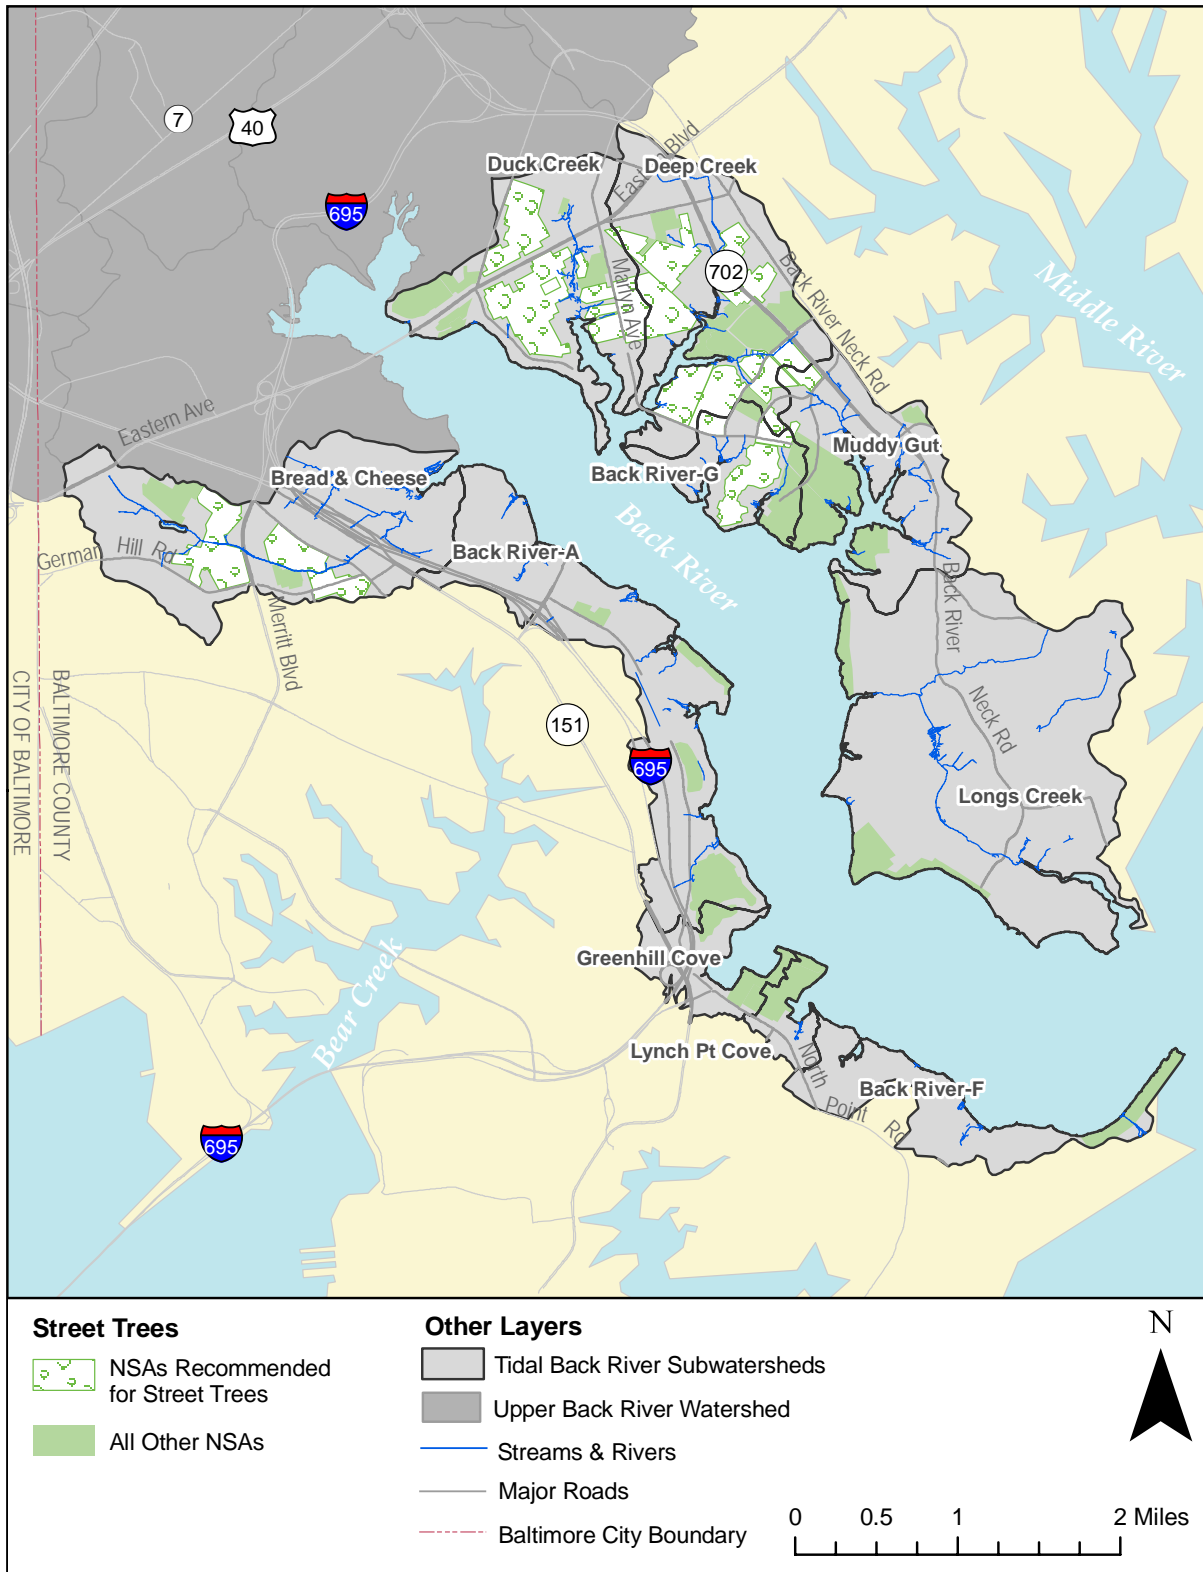 7
40
695
Duck Creek
Eastern Blvd
Deep Creek
702
Marlyn Ave
Back River Neck Rd
Middle River
Eastern Ave
Bread & Cheese
Back River-G
Muddy Gut
Back River
German Hill Rd
Back River-A
Merritt Blvd
Back River Neck Rd
BALTIMORE COUNTY
CITY OF BALTIMORE
151
695
Longs Creek
Bear Creek
Greenhill Cove
Lynch Pt Cove
North Point Rd
Back River-F
695
Street Trees
NSAs Recommended
for Street Trees
All Other NSAs
Other Layers
Tidal Back River Subwatersheds
Upper Back River Watershed
Streams & Rivers
Major Roads
Baltimore City Boundary
N
0 0.5 1 2 Miles